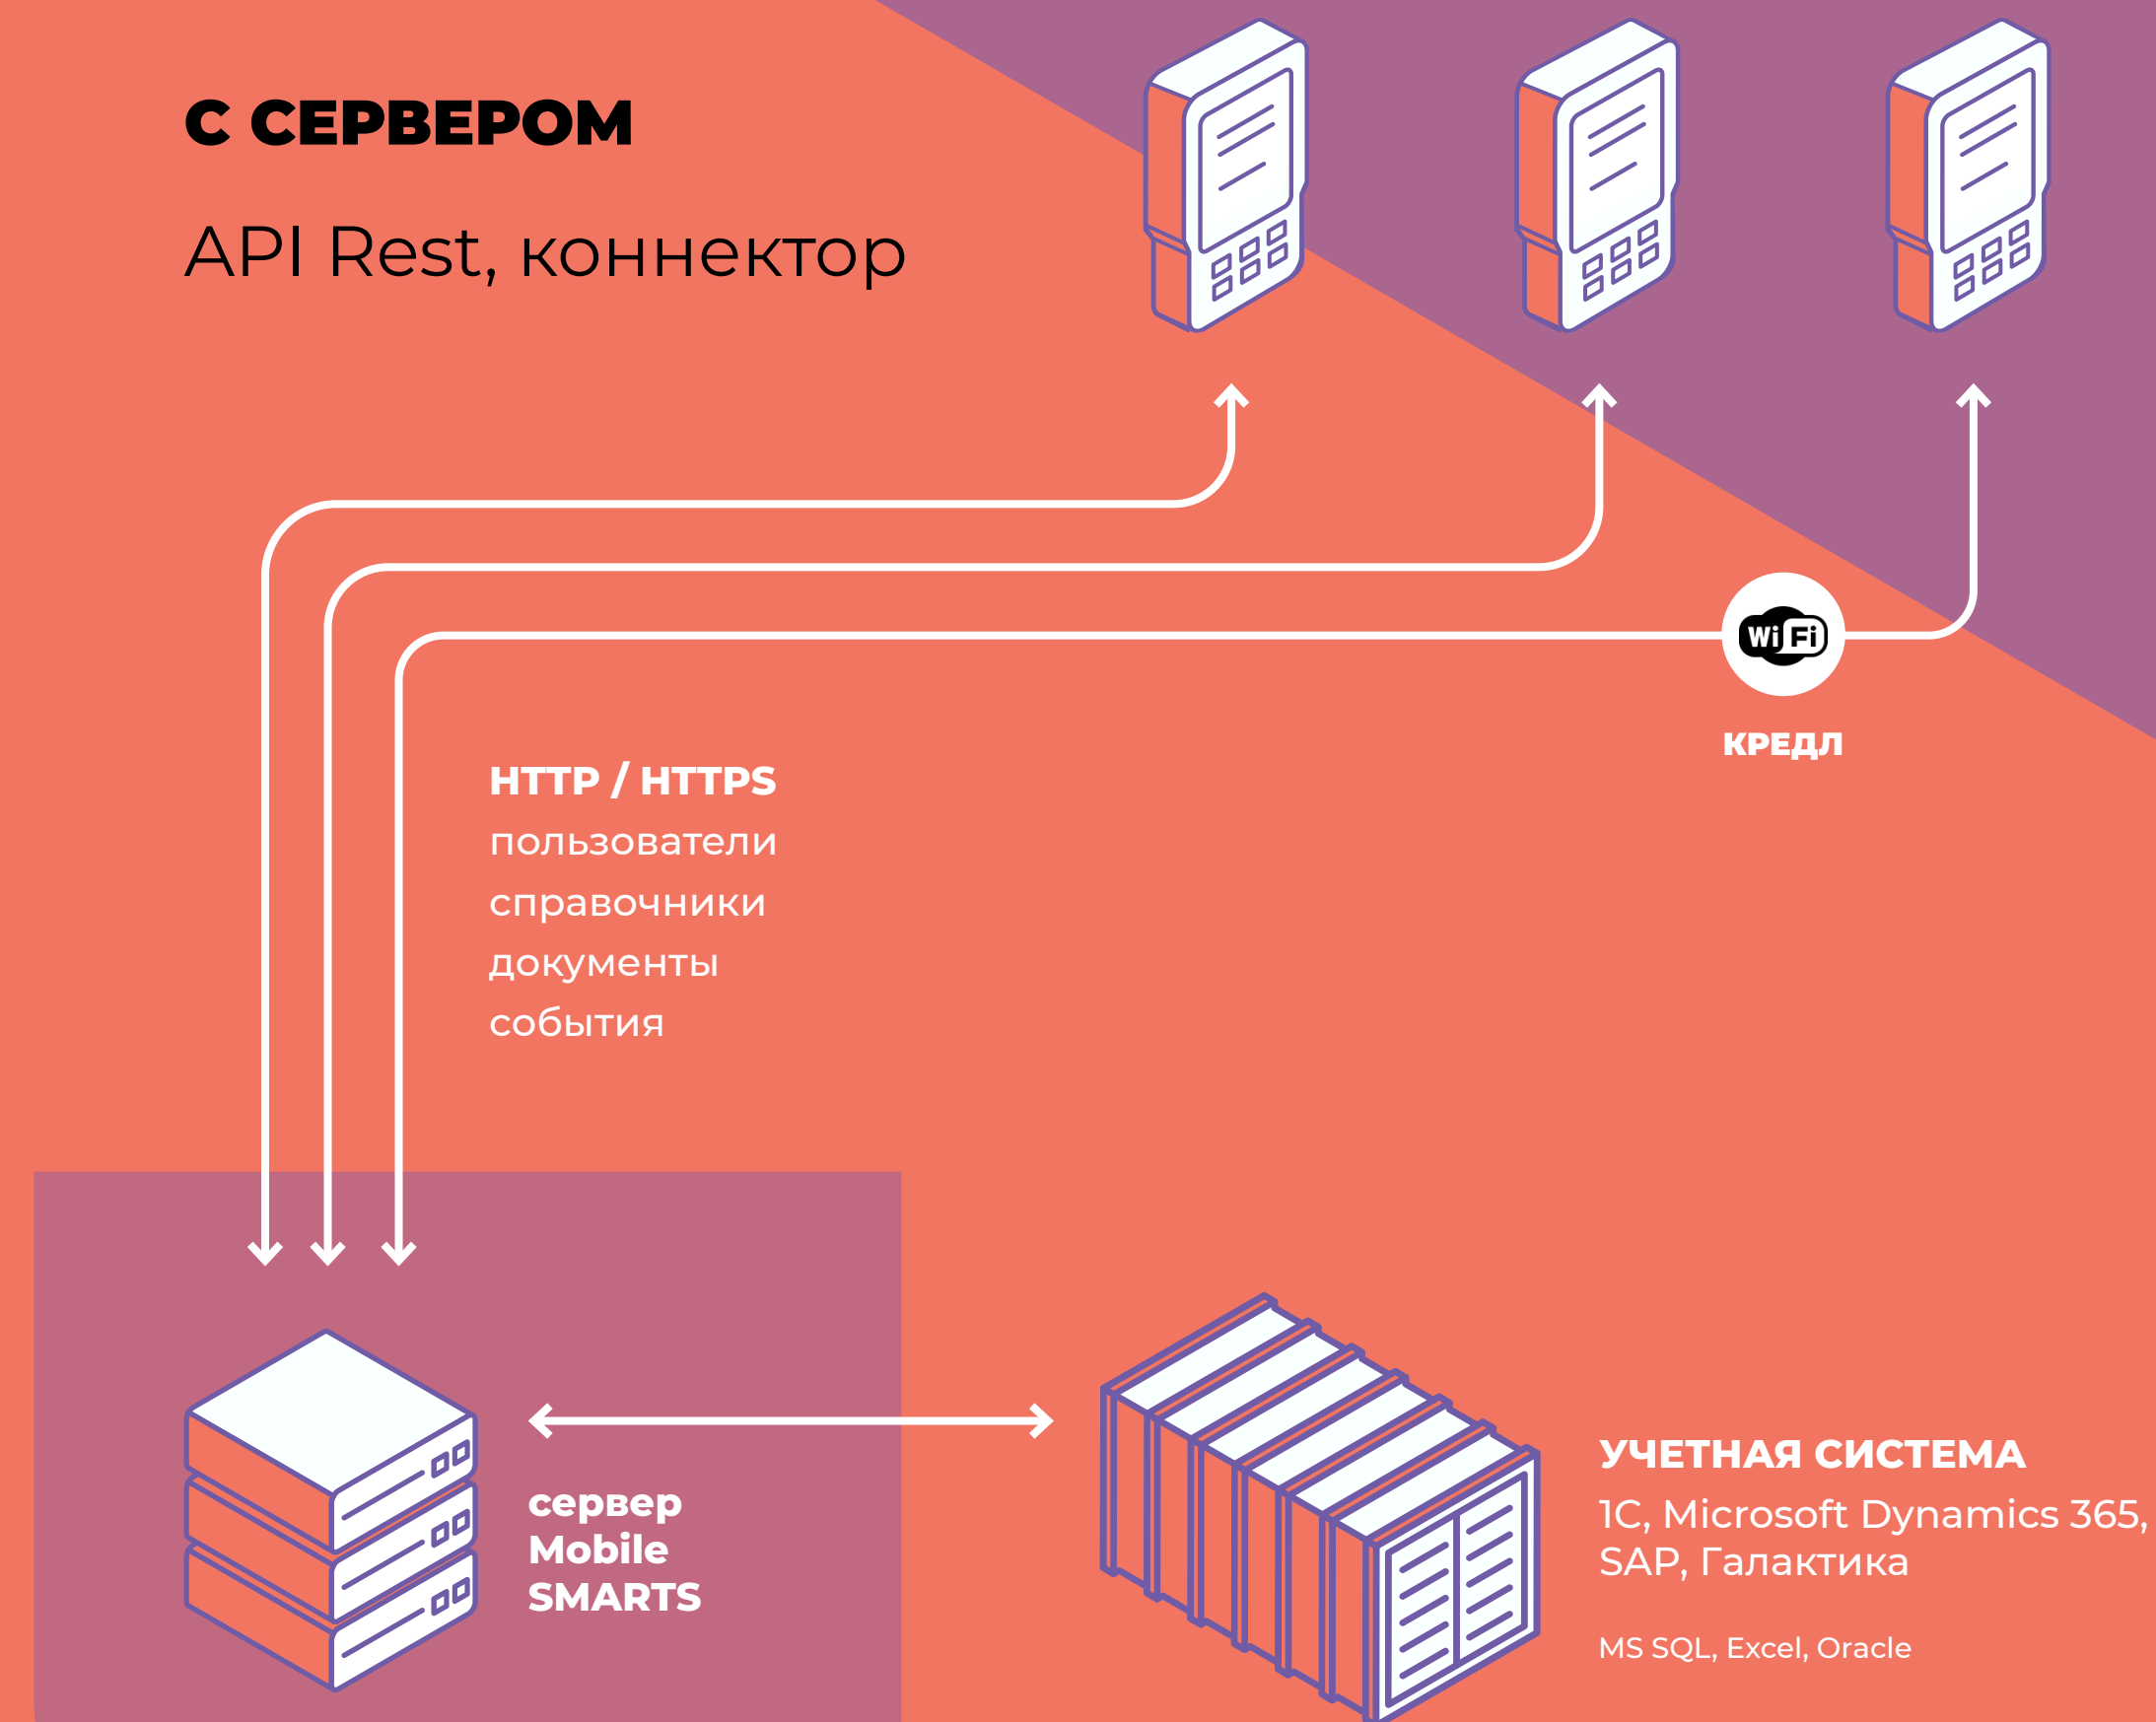 С СЕРВЕРОМ
API Rest, коннектор
Wi Fi
КРЕДЛ
HTTP / HTTPS
пользователи
справочники
документы
события
сервер
Mobile
SMARTS
УЧЕТНАЯ СИСТЕМА
1С, Microsoft Dynamics 365,
SAP, Галактика
MS SQL, Excel, Oracle